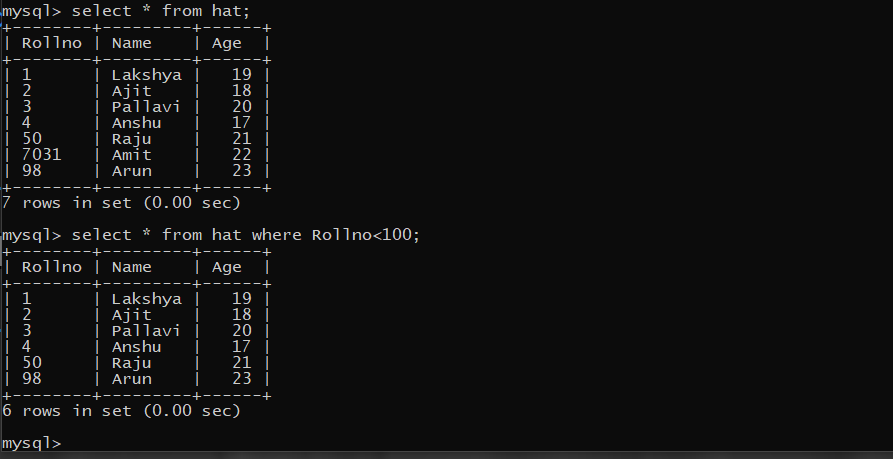 mysql> select * from hat;
+--------+---------+------+
| Rollno | Name    | Age  |
+--------+---------+------+
| 1      | Lakshya |   19 |
| 2      | Ajit    |   18 |
| 3      | Pallavi |   20 |
| 4      | Anshu   |   17 |
| 50     | Raju    |   21 |
| 7031   | Amit    |   22 |
| 98     | Arun    |   23 |
+--------+---------+------+
7 rows in set (0.00 sec)

mysql> select * from hat where Rollno<100;
+--------+---------+------+
| Rollno | Name    | Age  |
+--------+---------+------+
| 1      | Lakshya |   19 |
| 2      | Ajit    |   18 |
| 3      | Pallavi |   20 |
| 4      | Anshu   |   17 |
| 50     | Raju    |   21 |
| 98     | Arun    |   23 |
+--------+---------+------+
6 rows in set (0.00 sec)

mysql>